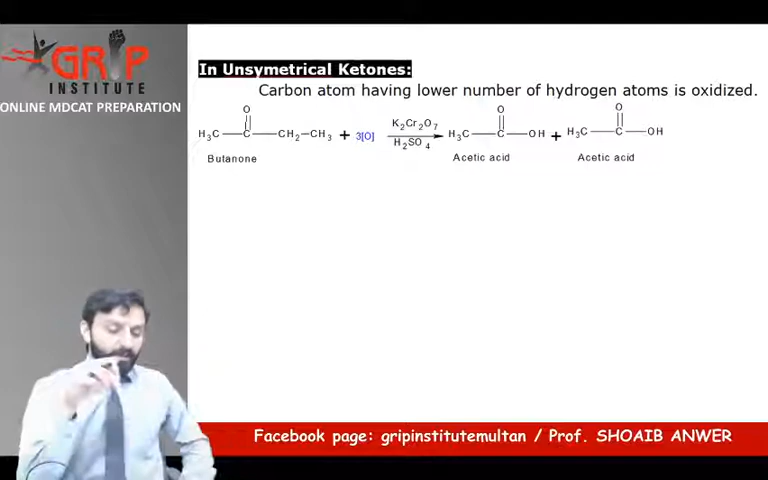 GRIP
INSTITUTE
ONLINE MDCAT PREPARATION
In Unsymetrical Ketones:
Carbon atom having lower number of hydrogen atoms is oxidized.
O O O
H3C C CH2 CH3 + 3[O] K2Cr2O7 H3C C OH + H3C C OH
H2SO4
Butanone Acetic acid Acetic acid
Facebook page: gripinstitutemultan / Prof. SHOAIB ANWER